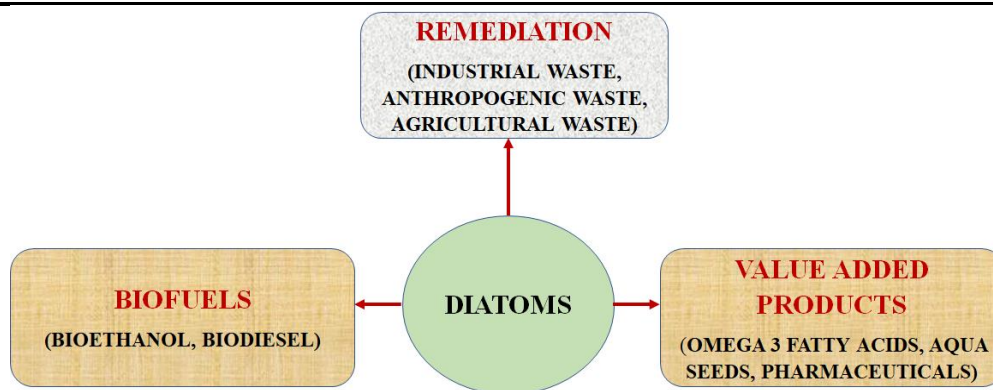 REMEDIATION
(INDUSTRIAL WASTE,
ANTHROPOGENIC WASTE,
AGRICULTURAL WASTE)
BIOFUELS
(BIOETHANOL, BIODIESEL)
DIATOMS
VALUE ADDED
PRODUCTS
(OMEGA 3 FATTY ACIDS, AQUA
SEEDS, PHARMACEUTICALS)